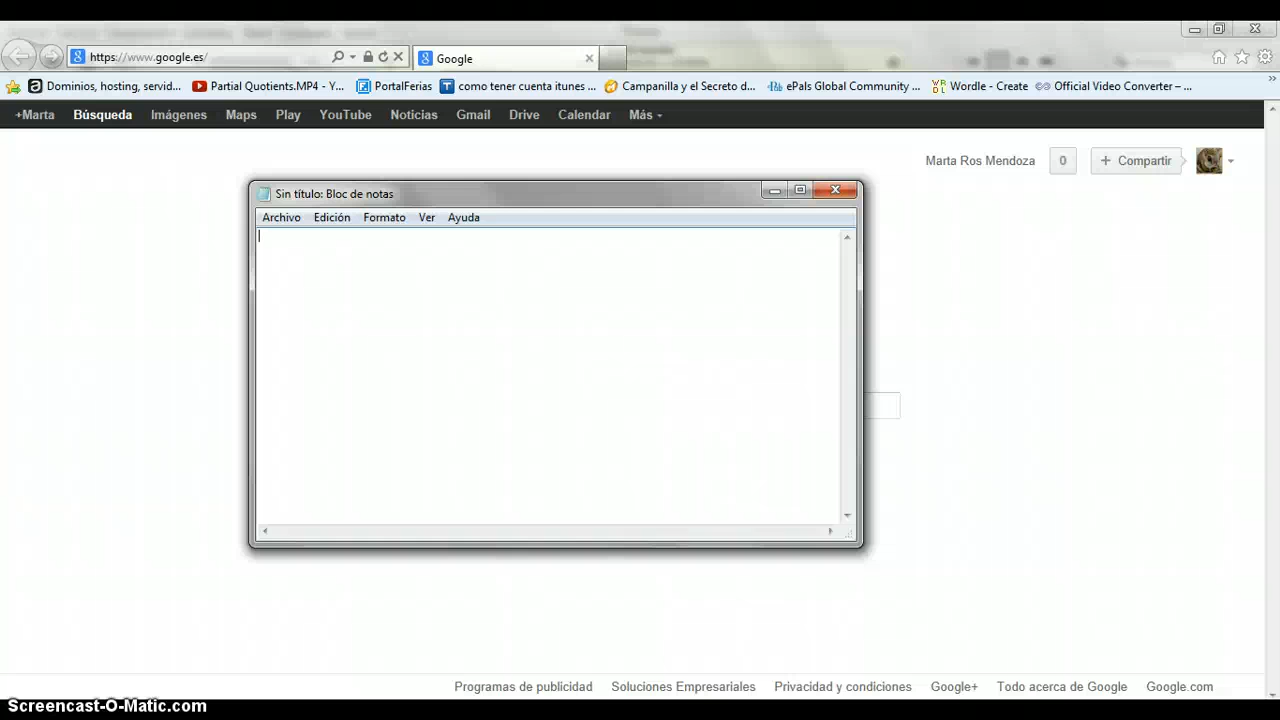 https://www.google.es/
Google
Dominios, hosting, servid...
Partial Quotients.MP4 - Y...
PortalFerias
como tener cuenta itunes ...
Campanilla y el Secreto d...
ePals Global Community ...
Wordle - Create
Official Video Converter – ...
+Marta Búsqueda Imágenes Maps Play YouTube Noticias Gmail Drive Calendar Más
Marta Ros Mendoza 0 + Compartir
Sin título: Bloc de notas
Archivo Edición Formato Ver Ayuda
Programas de publicidad Soluciones Empresariales Privacidad y condiciones Google+ Todo acerca de Google Google.com
Screencast-O-Matic.com